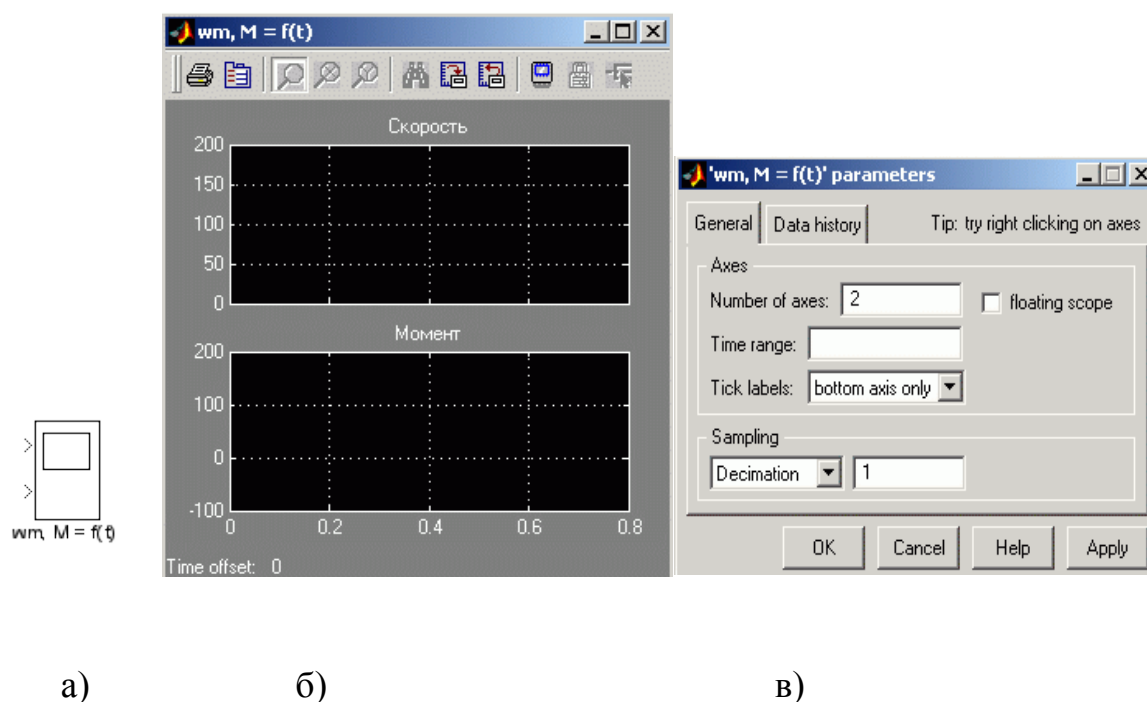 wm, M = f(t)
Скорость
200
150
100
50
0
Момент
200
100
0
-100
0 0.2 0.4 0.6 0.8
Time offset: 0
'wm, M = f(t)' parameters
General Data history Tip: try right clicking on axes
Axes
Number of axes: 2 floating scope
Time range:
Tick labels: bottom axis only
Sampling
Decimation 1
OK Cancel Help Apply
wm, M = f(t)
а) б) в)